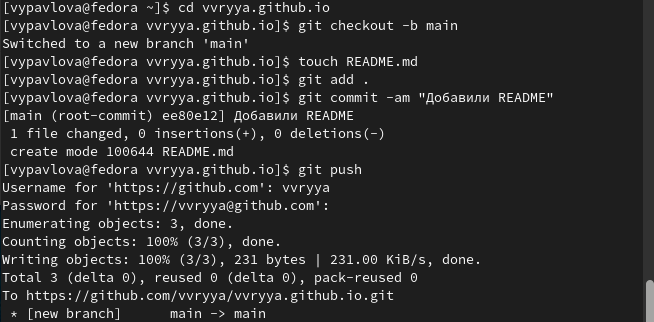 [vypavlova@fedora ~]$ cd vvryya.github.io
[vypavlova@fedora vvryya.github.io]$ git checkout -b main
Switched to a new branch 'main'
[vypavlova@fedora vvryya.github.io]$ touch README.md
[vypavlova@fedora vvryya.github.io]$ git add .
[vypavlova@fedora vvryya.github.io]$ git commit -am "Добавили README"
[main (root-commit) ee80e12] Добавили README
1 file changed, 0 insertions(+), 0 deletions(-)
create mode 100644 README.md
[vypavlova@fedora vvryya.github.io]$ git push
Username for 'https://github.com': vvryya
Password for 'https://vvryya@github.com':
Enumerating objects: 3, done.
Counting objects: 100% (3/3), done.
Writing objects: 100% (3/3), 231 bytes | 231.00 KiB/s, done.
Total 3 (delta 0), reused 0 (delta 0), pack-reused 0
To https://github.com/vvryya/vvryya.github.io.git
* [new branch] main -> main